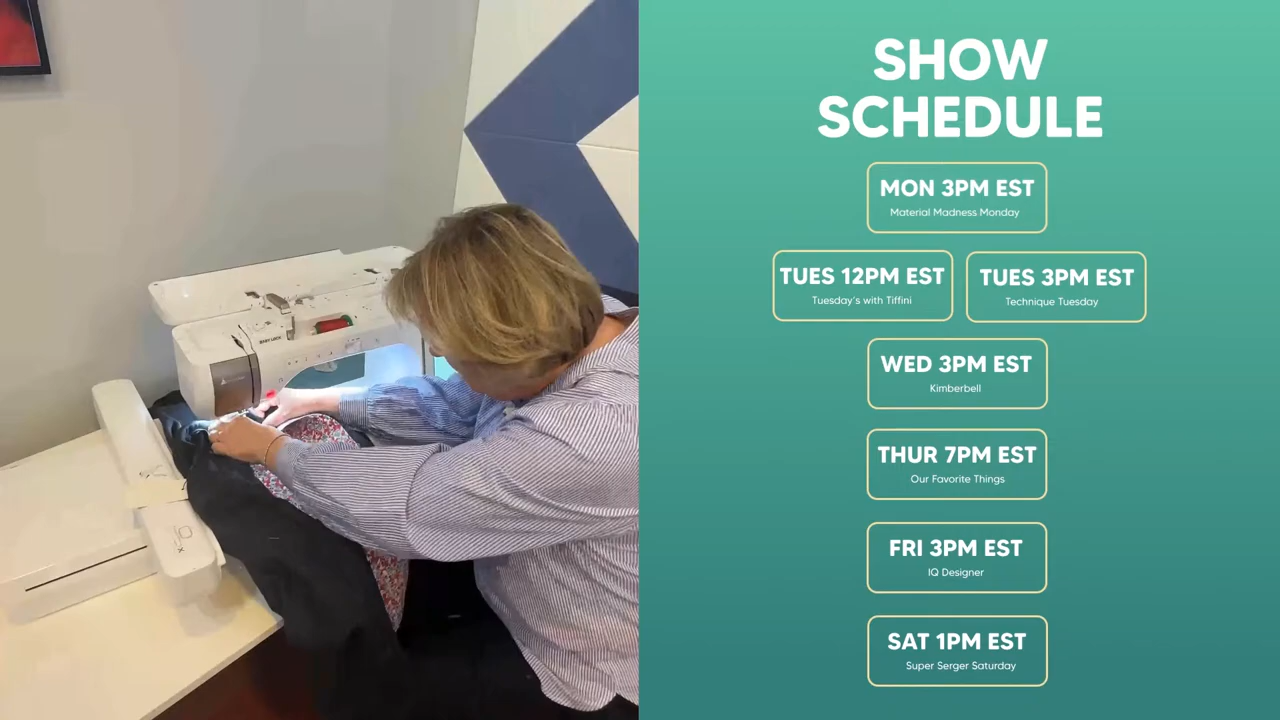 SHOW
SCHEDULE
MON 3PM EST
Material Madness Monday
TUES 12PM EST
Tuesday's with Tiffini
TUES 3PM EST
Technique Tuesday
WED 3PM EST
Kimberbell
THUR 7PM EST
Our Favorite Things
FRI 3PM EST
IQ Designer
SAT 1PM EST
Super Serger Saturday
BABY LOCK